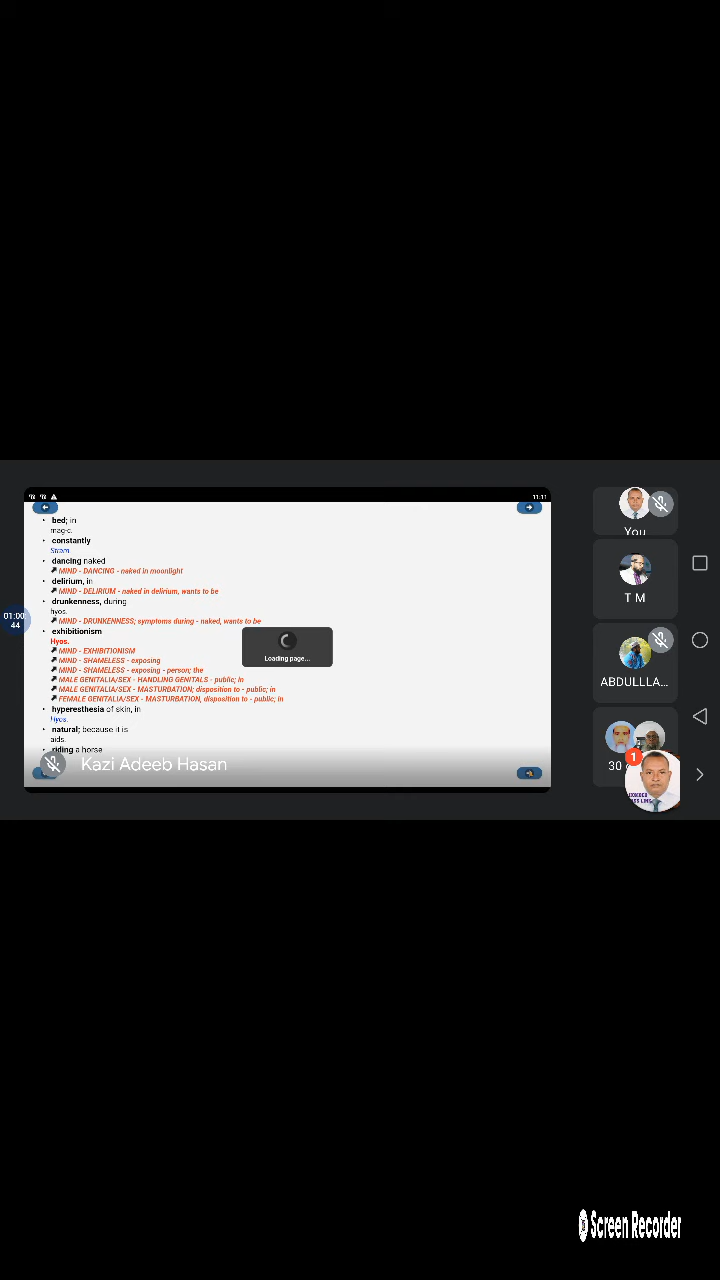 11:11
bed; in
mag-c.
constantly
Stram.
dancing naked
MIND - DANCING - naked in moonlight
delirium, in
MIND - DELIRIUM - naked in delirium, wants to be
drunkenness, during
hyos.
MIND - DRUNKENNESS; symptoms during - naked, wants to be
exhibitionism
Hyos.
MIND - EXHIBITIONISM
MIND - SHAMELESS - exposing
MIND - SHAMELESS - exposing - person; the
MALE GENITALIA/SEX - HANDLING GENITALS - public; in
MALE GENITALIA/SEX - MASTURBATION; disposition to - public; in
FEMALE GENITALIA/SEX - MASTURBATION, disposition to - public; in
hyperesthesia of skin, in
Hyos.
natural; because it is
aids.
riding a horse
Loading page...
Kazi Adeeb Hasan
01:00
44
You
T M
ABDULLLA...
30
1
Screen Recorder